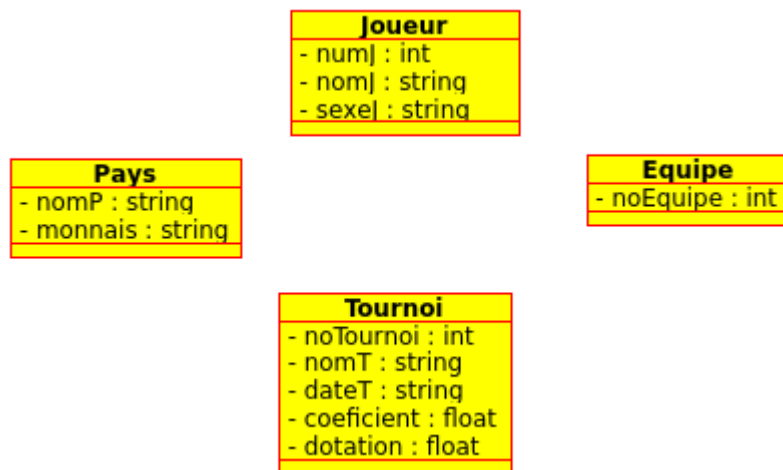 Joueur
- numJ : int
- nomJ : string
- sexeJ : string
Pays
- nomP : string
- monnais : string
Equipe
- noEquipe : int
Tournoi
- noTournoi : int
- nomT : string
- dateT : string
- coeficient : float
- dotation : float